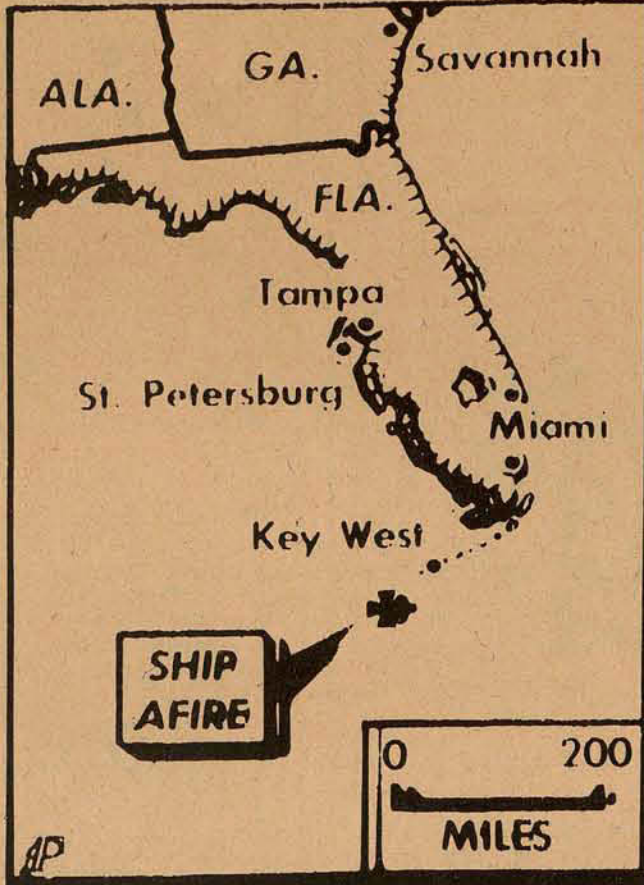 Savannah
GA.
ALA.
FLA.
Tampa
St. Petersburg
Miami
Key West
SHIP
AFIRE
0 200
MILES
AP